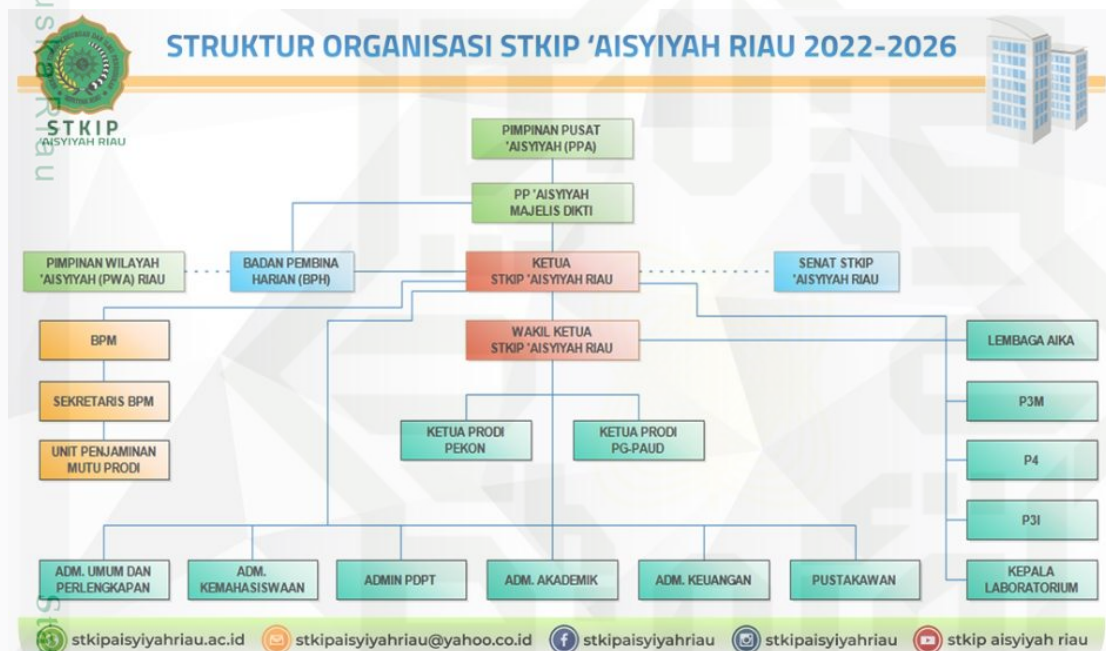 STRUKTUR ORGANISASI STKIP 'AISYIYAH RIAU 2022-2026
STKIP
'AISYIYAH RIAU
PIMPINAN PUSAT
'AISYIYAH (PPA)
PP 'AISYIYAH
MAJELIS DIKTI
PIMPINAN WILAYAH
'AISYIYAH (PWA) RIAU
BADAN PEMBINA
HARIAN (BPH)
KETUA
STKIP 'AISYIYAH RIAU
SENAT STKIP
'AISYIYAH RIAU
BPM
WAKIL KETUA
STKIP 'AISYIYAH RIAU
LEMBAGA AIKA
SEKRETARIS BPM
P3M
UNIT PENJAMINAN
MUTU PRODI
KETUA PRODI
PEKON
KETUA PRODI
PG-PAUD
P4
P3I
ADM. UMUM DAN
PERLENGKAPAN
ADM.
KEMAHASISWAAN
ADMIN PDPT
ADM. AKADEMIK
ADM. KEUANGAN
PUSTAKAWAN
KEPALA
LABORATORIUM
stkipaisyiyahriau.ac.id
stkipaisyiyahriau@yahoo.co.id
stkipaisyiyahriau
stkipaisyiyahriau
stkip aisyiyah riau